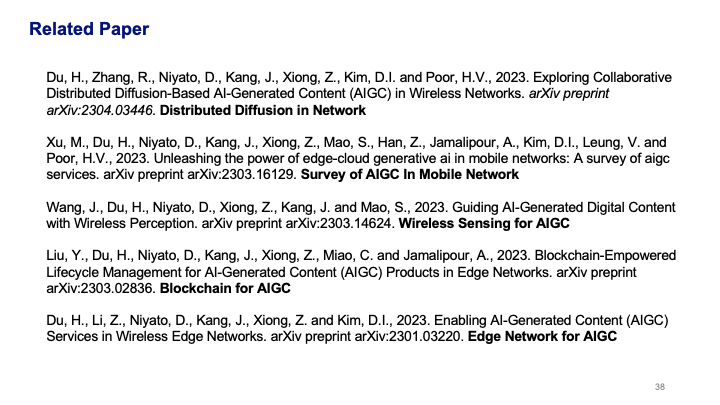 Related Paper
Du, H., Zhang, R., Niyato, D., Kang, J., Xiong, Z., Kim, D.I. and Poor, H.V., 2023. Exploring Collaborative
Distributed Diffusion-Based AI-Generated Content (AIGC) in Wireless Networks. arXiv preprint
arXiv:2304.03446. Distributed Diffusion in Network
Xu, M., Du, H., Niyato, D., Kang, J., Xiong, Z., Mao, S., Han, Z., Jamalipour, A., Kim, D.I., Leung, V. and
Poor, H.V., 2023. Unleashing the power of edge-cloud generative ai in mobile networks: A survey of aigc
services. arXiv preprint arXiv:2303.16129. Survey of AIGC In Mobile Network
Wang, J., Du, H., Niyato, D., Xiong, Z., Kang, J. and Mao, S., 2023. Guiding AI-Generated Digital Content
with Wireless Perception. arXiv preprint arXiv:2303.14624. Wireless Sensing for AIGC
Liu, Y., Du, H., Niyato, D., Kang, J., Xiong, Z., Miao, C. and Jamalipour, A., 2023. Blockchain-Empowered
Lifecycle Management for AI-Generated Content (AIGC) Products in Edge Networks. arXiv preprint
arXiv:2303.02836. Blockchain for AIGC
Du, H., Li, Z., Niyato, D., Kang, J., Xiong, Z. and Kim, D.I., 2023. Enabling AI-Generated Content (AIGC)
Services in Wireless Edge Networks. arXiv preprint arXiv:2301.03220. Edge Network for AIGC
38